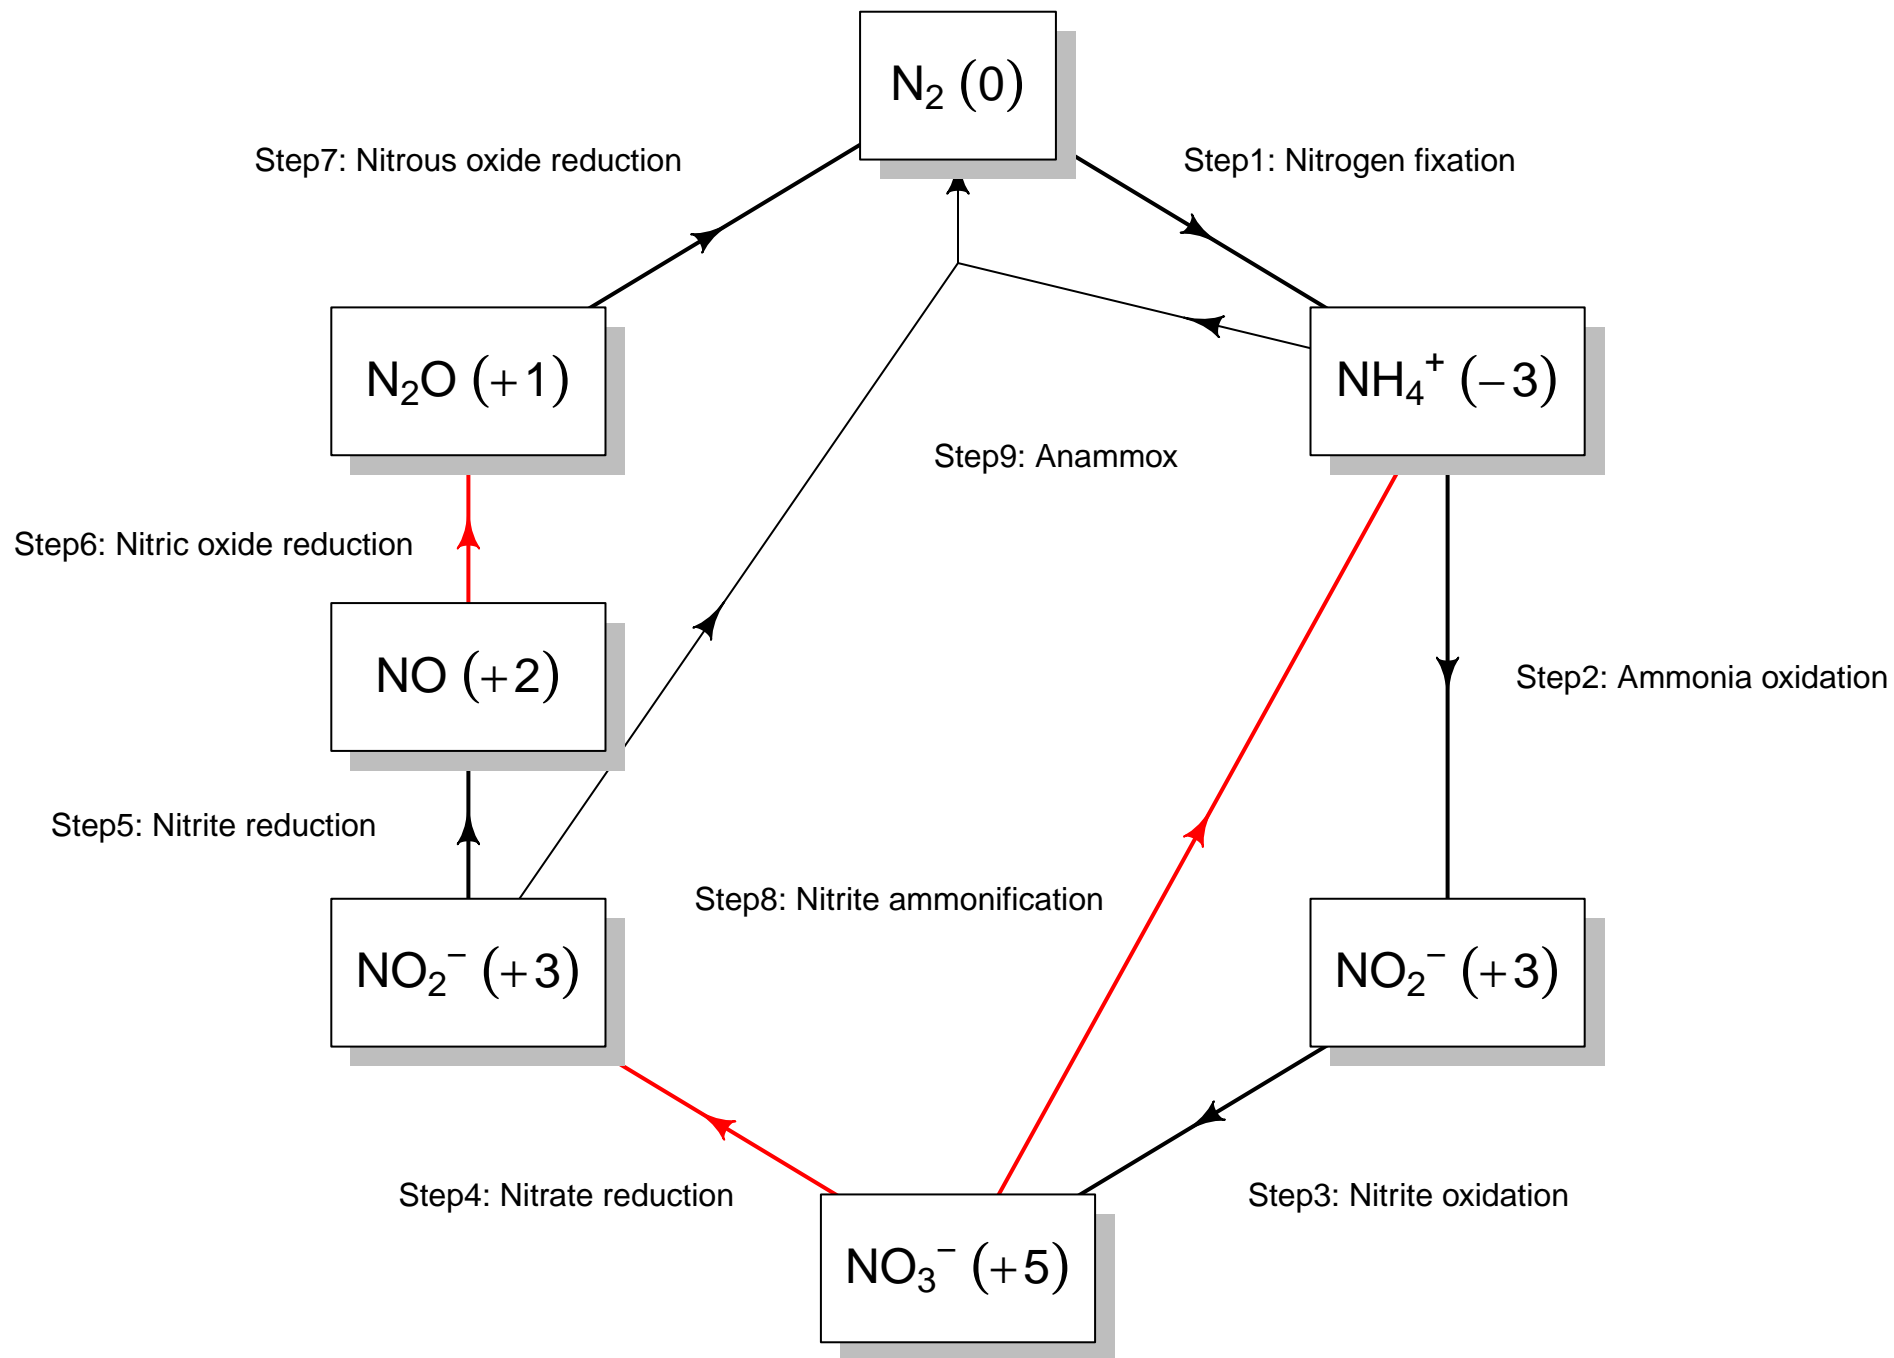 N₂ (0)
Step7: Nitrous oxide reduction
Step1: Nitrogen fixation
N₂O (+1)
NH₄⁺ (−3)
Step9: Anammox
Step6: Nitric oxide reduction
NO (+2)
Step2: Ammonia oxidation
Step5: Nitrite reduction
Step8: Nitrite ammonification
NO₂⁻ (+3)
NO₂⁻ (+3)
Step4: Nitrate reduction
Step3: Nitrite oxidation
NO₃⁻ (+5)